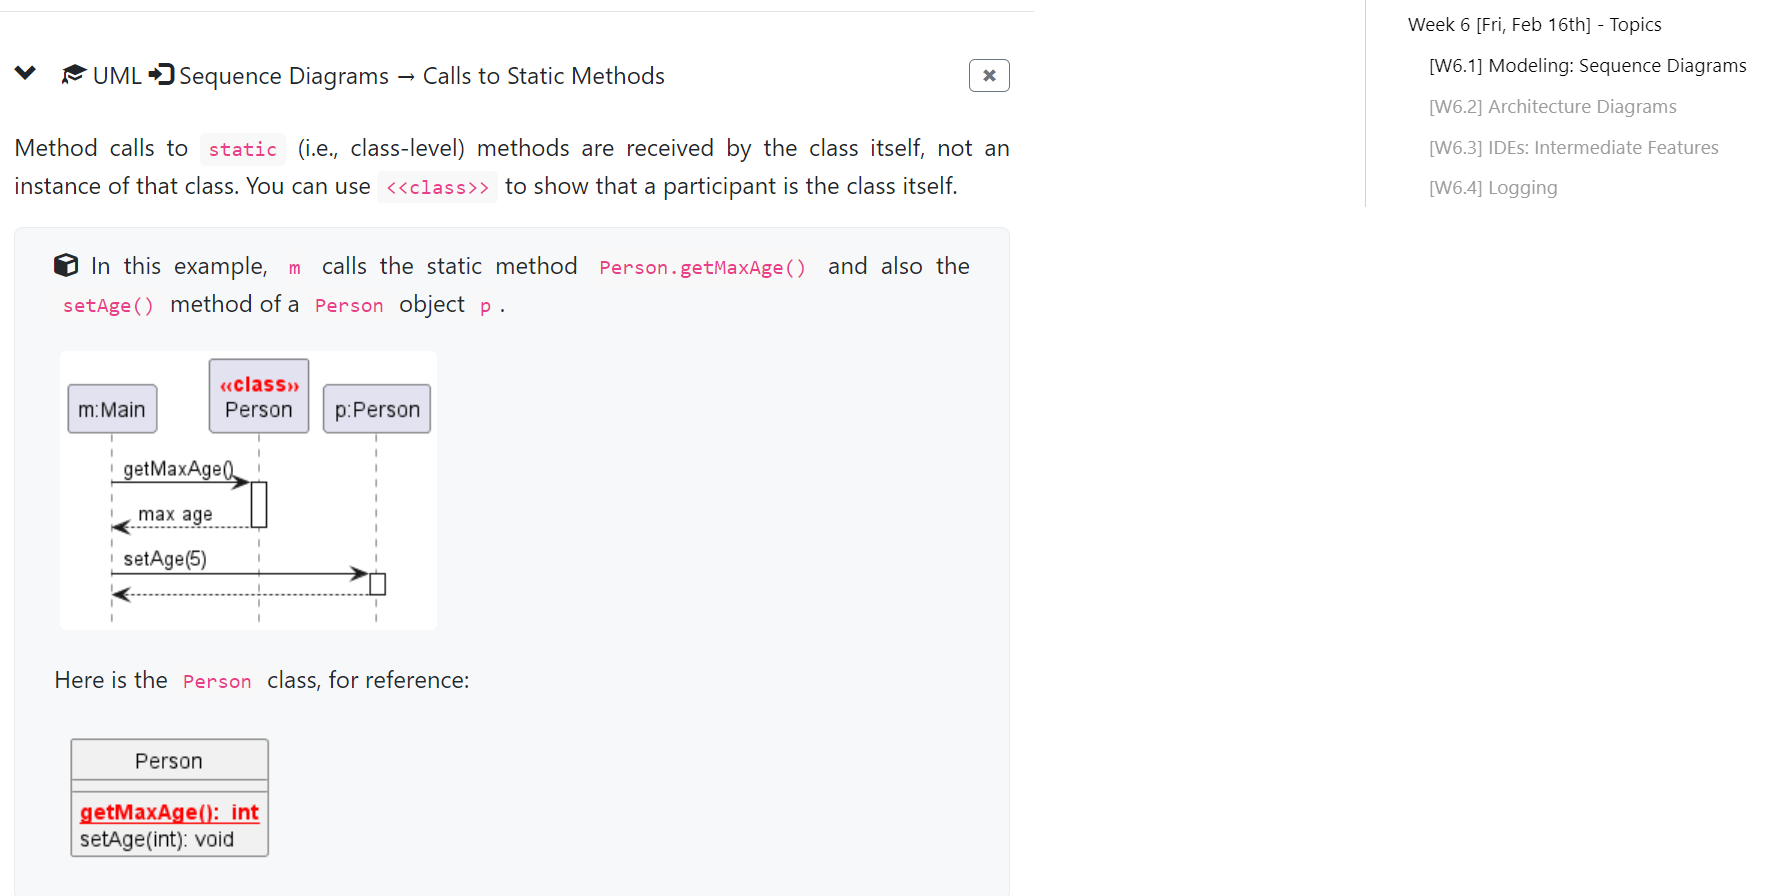 UML Sequence Diagrams → Calls to Static Methods
Method calls to static (i.e., class-level) methods are received by the class itself, not an
instance of that class. You can use <<class>> to show that a participant is the class itself.
In this example, m calls the static method Person.getMaxAge() and also the
setAge() method of a Person object p .
m:Main
«class»
Person
p:Person
getMaxAge()
max age
setAge(5)
Here is the Person class, for reference:
Person
getMaxAge(): int
setAge(int): void
Week 6 [Fri, Feb 16th] - Topics
[W6.1] Modeling: Sequence Diagrams
[W6.2] Architecture Diagrams
[W6.3] IDEs: Intermediate Features
[W6.4] Logging